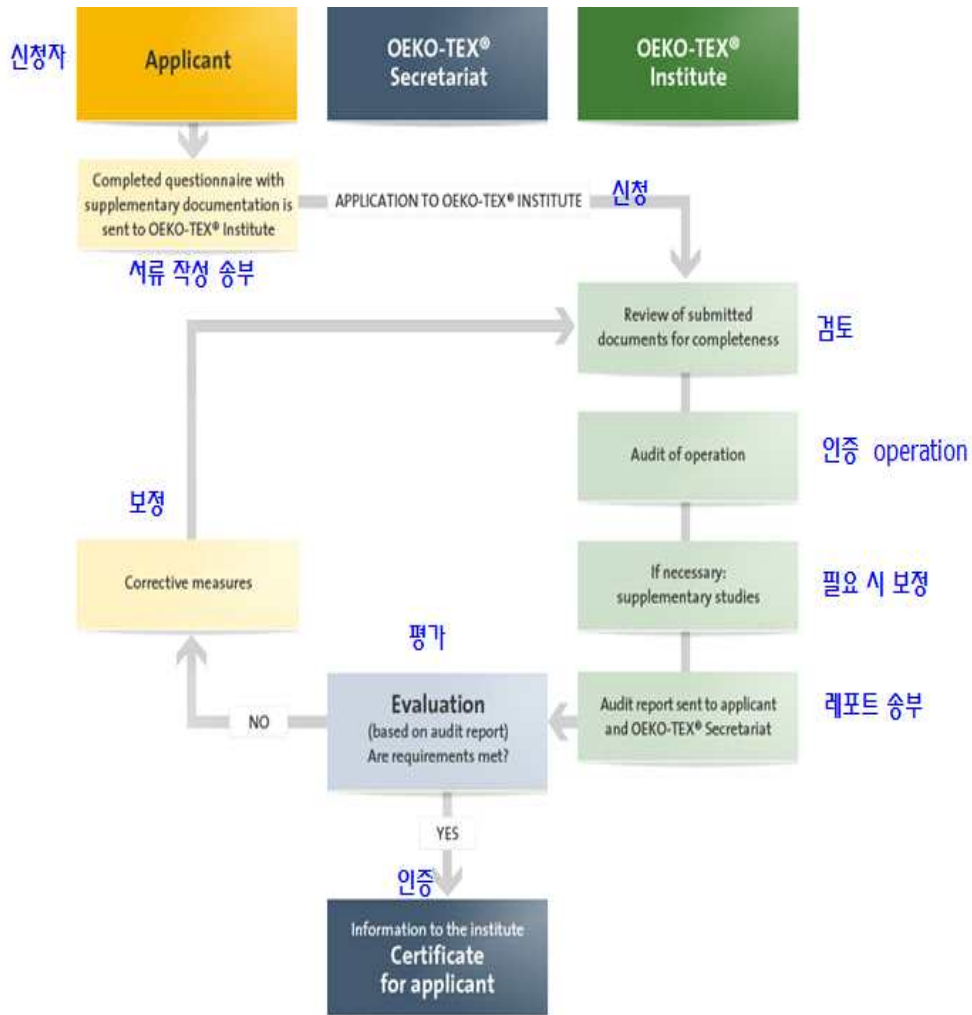 신청자
Applicant
OEKO-TEX®
Secretariat
OEKO-TEX®
Institute
Completed questionnaire with
supplementary documentation is
sent to OEKO-TEX® Institute
APPLICATION TO OEKO-TEX® INSTITUTE
신청
서류 작성 송부
Review of submitted
documents for completeness
검토
Audit of operation
인증 operation
보정
Corrective measures
If necessary:
supplementary studies
필요 시 보정
평가
Evaluation
(based on audit report)
Are requirements met?
Audit report sent to applicant
and OEKO-TEX® Secretariat
레포트 송부
NO
YES
인증
Information to the institute
Certificate
for applicant